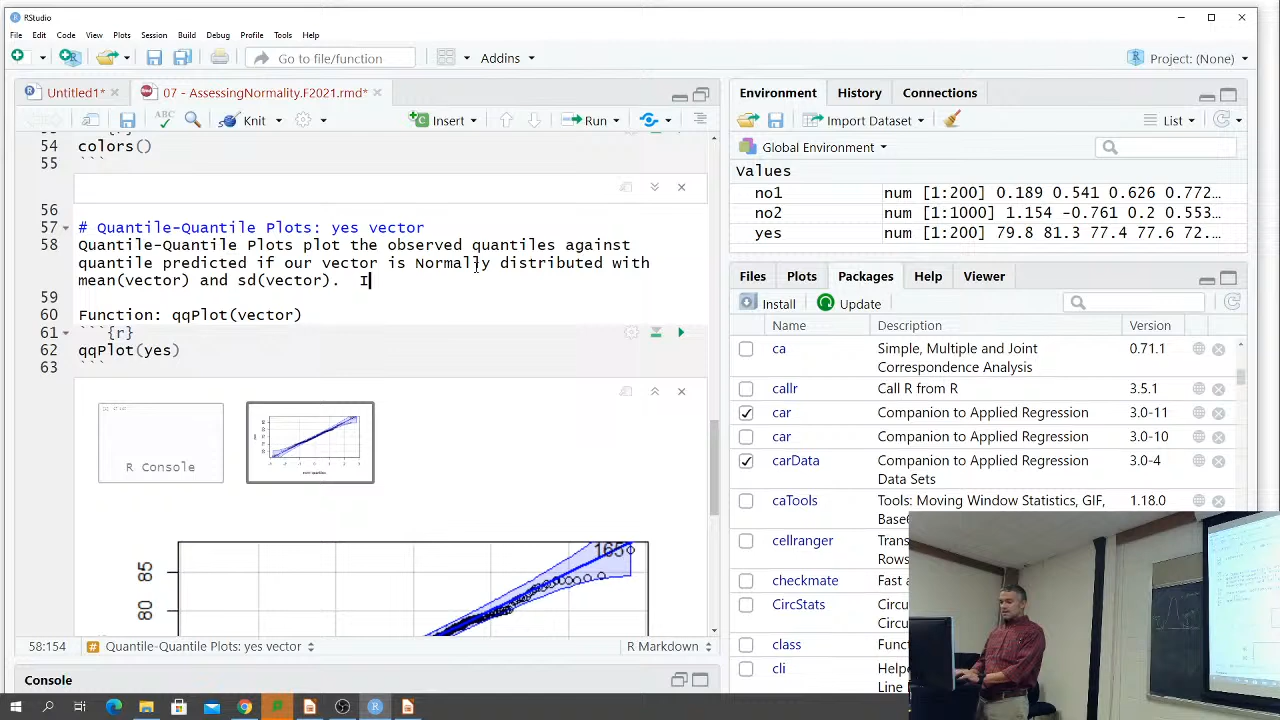 RStudio
File Edit Code View Plots Session Build Debug Profile Tools Help
Go to file/function
Addins
Project: (None)
Untitled1*
07 - AssessingNormality.F2021.rmd*
Knit
Insert
Run
54 colors()
55 ```
56
57 # Quantile-Quantile Plots: yes vector
58 Quantile-Quantile Plots plot the observed quantiles against
quantile predicted if our vector is Normally distributed with
mean(vector) and sd(vector).  I
59
60 Function: qqPlot(vector)
61 ```{r}
62 qqPlot(yes)
63 ```
R Console
165
85
80
58:154
Quantile-Quantile Plots: yes vector
R Markdown
Console
Environment History Connections
Import Dataset
List
Global Environment
Values
no1 num [1:200] 0.189 0.541 0.626 0.772...
no2 num [1:1000] 1.154 -0.761 0.2 0.553...
yes num [1:200] 79.8 81.3 77.4 77.6 72...
Files Plots Packages Help Viewer
Install Update
Name Description Version
ca Simple, Multiple and Joint Correspondence Analysis 0.71.1
callr Call R from R 3.5.1
car Companion to Applied Regression 3.0-11
car Companion to Applied Regression 3.0-10
carData Companion to Applied Regression Data Sets 3.0-4
caTools Tools: Moving Window Statistics, GIF, 1.18.0
cellranger
checkmate Fast a
CircStats Circu
Circu
class Func
cli Helpe
Line